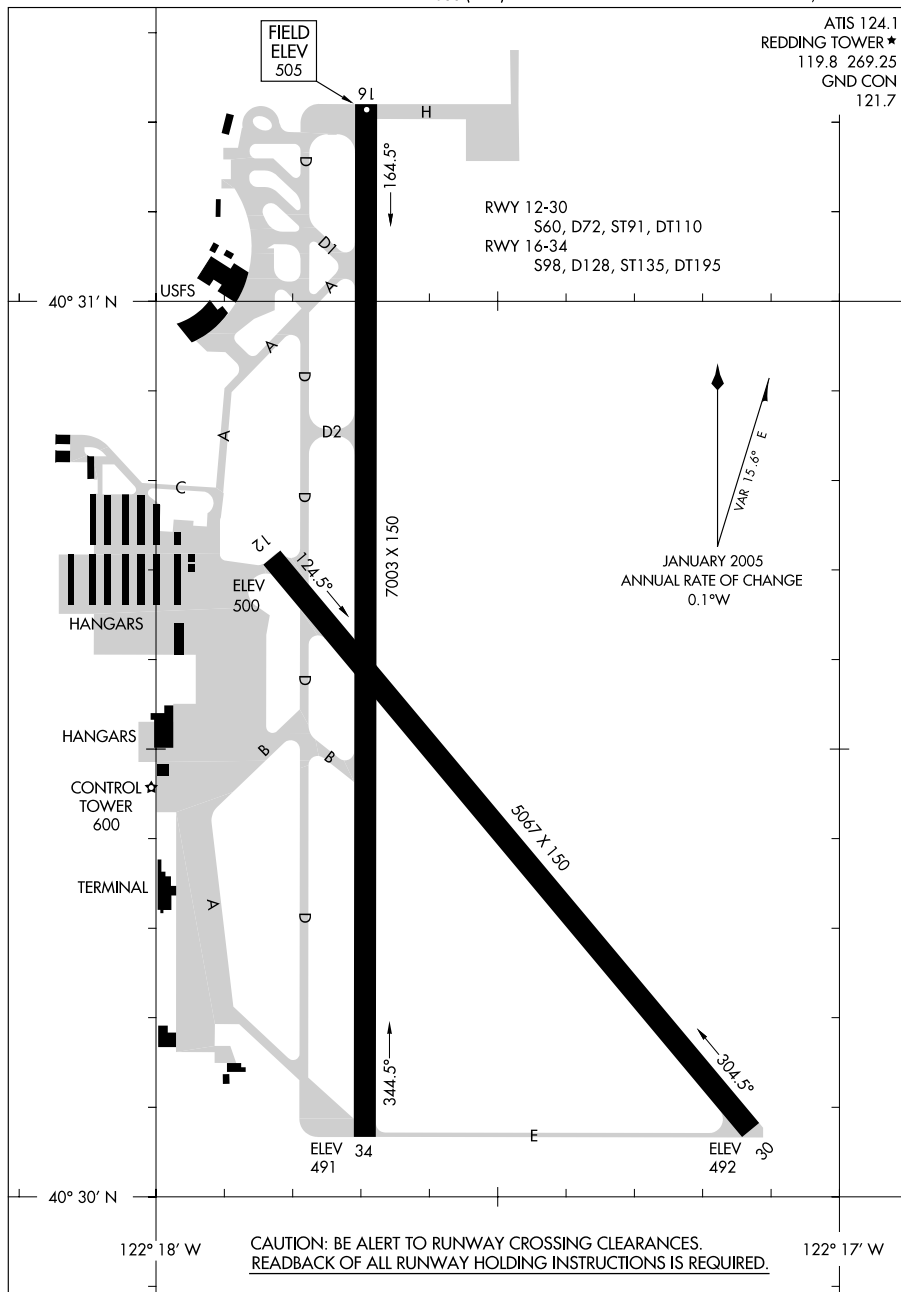 ATIS 124.1
REDDING TOWER★
119.8 269.25
GND CON
121.7
FIELD
ELEV
505
16
H
D
164.5°
RWY 12-30
S60, D72, ST91, DT110
RWY 16-34
S98, D128, ST135, DT195
D1
A
USFS
40° 31' N
A
D
A
D2
C
D
VAR 15.6° E
7003 X 150
JANUARY 2005
ANNUAL RATE OF CHANGE
0.1°W
12
124.5°
ELEV
500
HANGARS
D
HANGARS
B
B
CONTROL
TOWER
600
5067 X 150
TERMINAL
A
D
344.5°
304.5°
E
ELEV
491
34
ELEV
492
30
40° 30' N
122° 18' W
122° 17' W
CAUTION: BE ALERT TO RUNWAY CROSSING CLEARANCES.
READBACK OF ALL RUNWAY HOLDING INSTRUCTIONS IS REQUIRED.